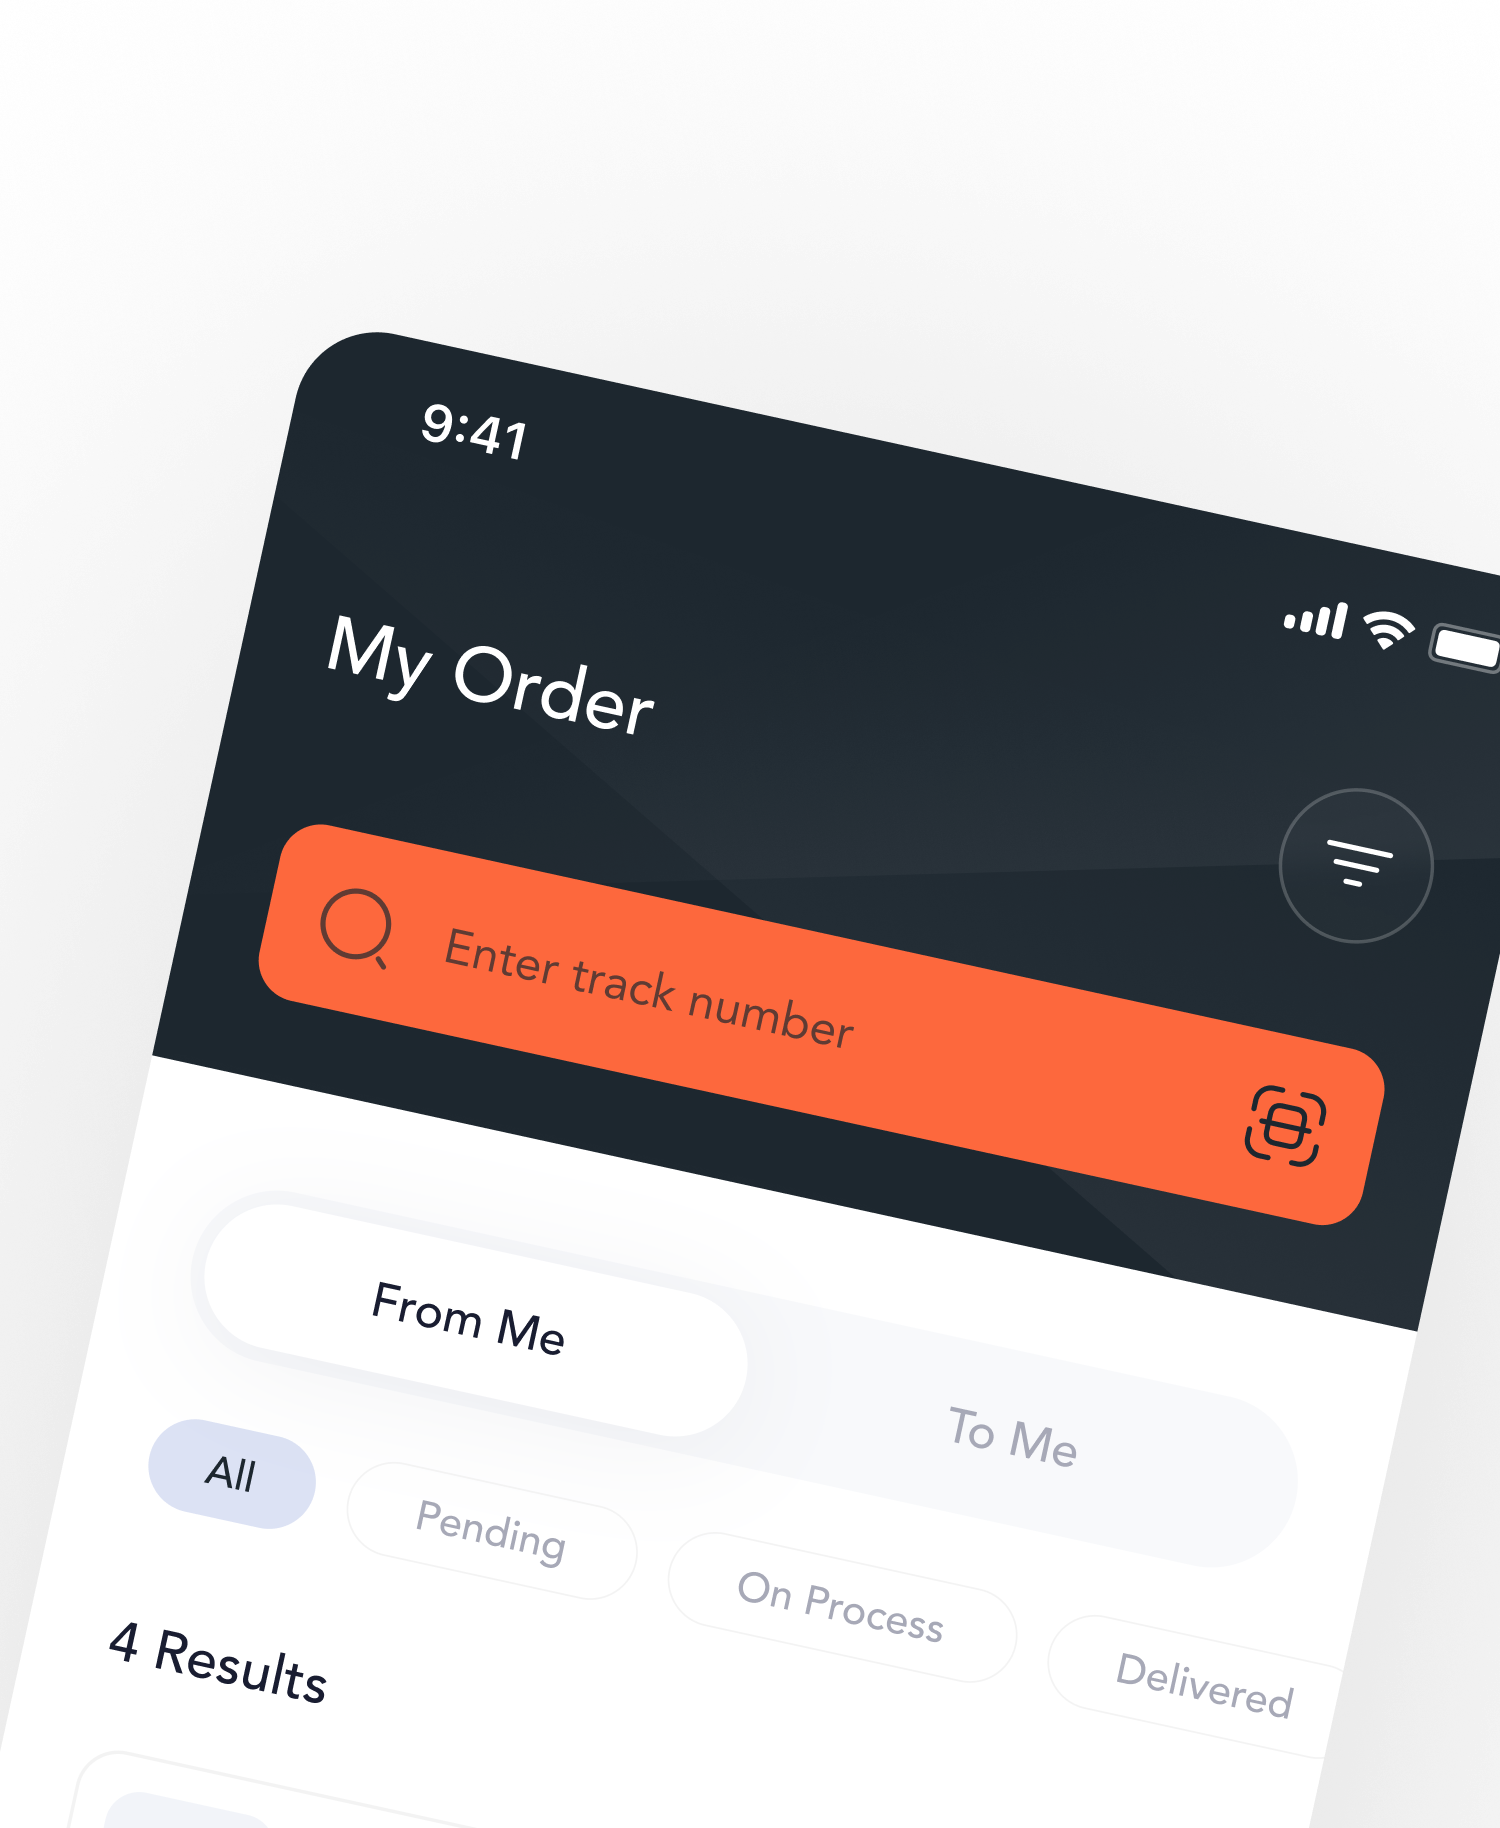 9:41
My Order
Enter track number
From Me
To Me
All
Pending
On Process
Delivered
4 Results